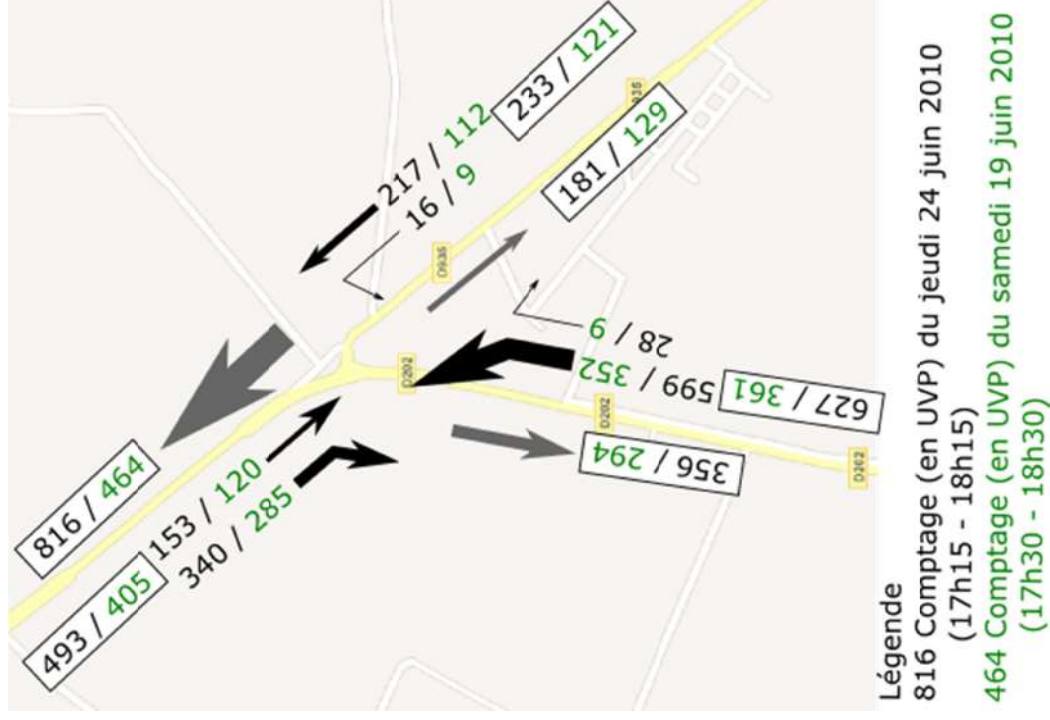 816 / 464
493 / 405
153 / 120
340 / 285
217 / 112
16 / 9
233 / 121
181 / 129
D935
D202
28 / 9
599 / 352
627 / 361
D202
356 / 294
D202
Légende
816 Comptage (en UVP) du jeudi 24 juin 2010
(17h15 - 18h15)
464 Comptage (en UVP) du samedi 19 juin 2010
(17h30 - 18h30)